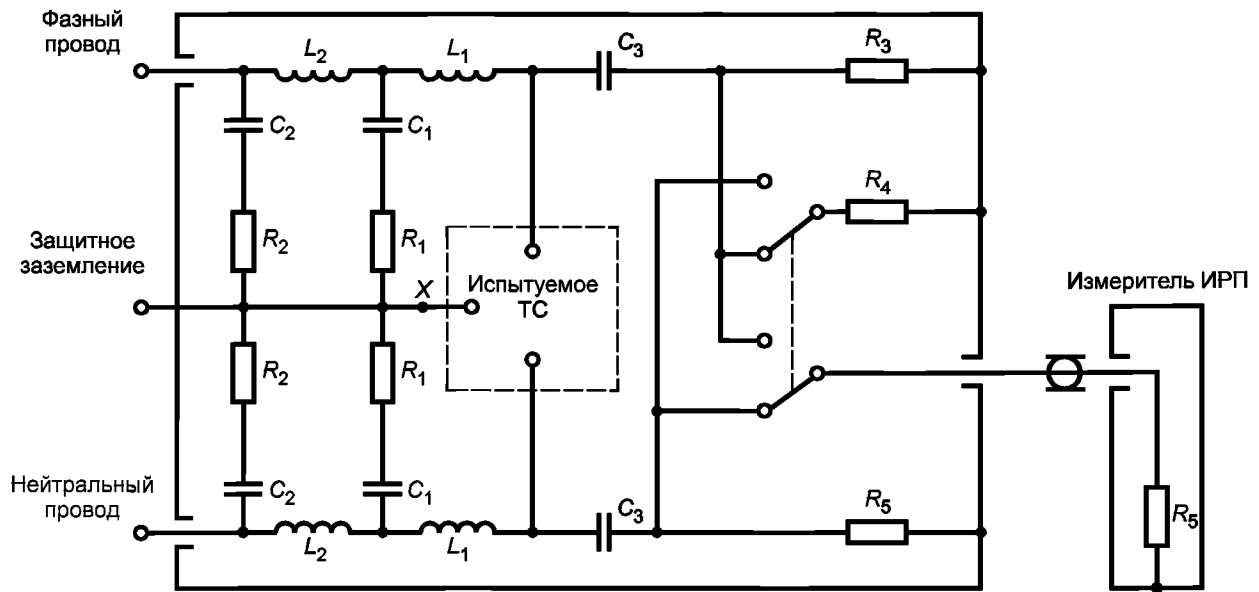 Фазный
провод
L2
L1
C3
R3
C2
C1
R4
Защитное
заземление
R2
R1
X
Испытуемое
ТС
Измеритель ИРП
R2
R1
Нейтральный
провод
C2
C1
C3
R5
R5
L2
L1